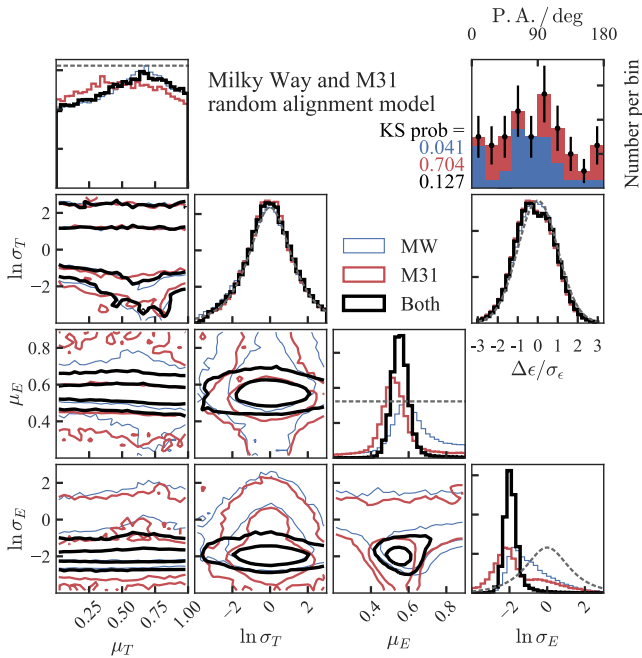 P. A. / deg
0 90 180
Milky Way and M31
random alignment model
KS prob =
0.041
0.704
0.127
Number per bin
ln σ_T
2
0
−2
MW
M31
Both
−3 −2 −1 0 1 2 3
Δϵ/σ_ϵ
μ_E
0.8
0.6
0.4
ln σ_E
2
0
−2
0.25 0.50 0.75 1.00
μ_T
−2 0 2
ln σ_T
0.4 0.6 0.8
μ_E
−2 0 2
ln σ_E